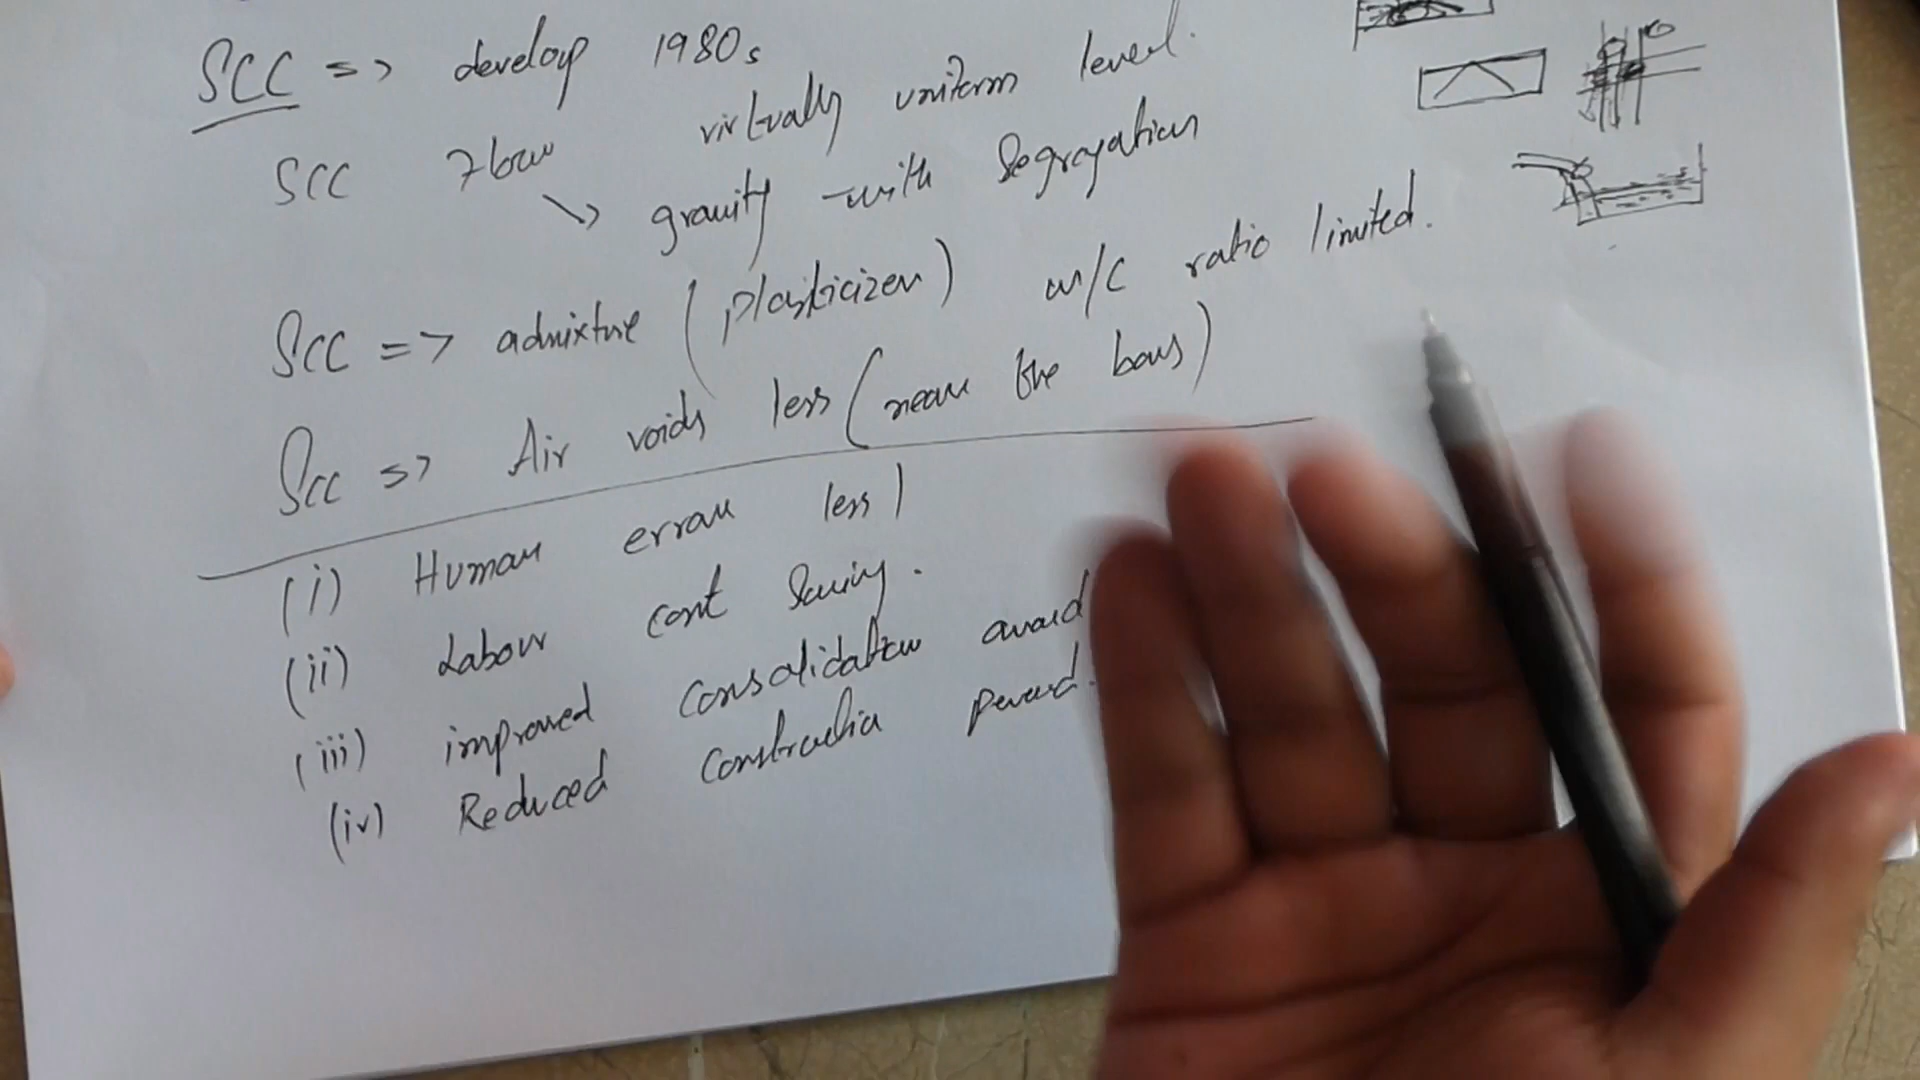 SCC => develop 1980s
SCC flow virtually uniform level.
↘ gravity with Segregation
SCC => admixture (plasticizer) w/c ratio limited.
SCC => Air voids less (near the bars)
(i) Human error less
(ii) Labour cost Saving.
(iii) improved consolidation around
(iv) Reduced Construction period.